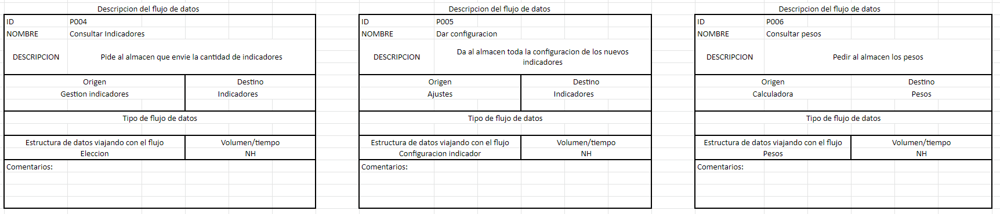 Descripcion del flujo de datos
ID P004
NOMBRE Consultar Indicadores
DESCRIPCION Pide al almacen que envie la cantidad de indicadores
Origen Destino
Gestion indicadores Indicadores
Tipo de flujo de datos
Estructura de datos viajando con el flujo Volumen/tiempo
Eleccion NH
Comentarios:
Descripcion del flujo de datos
ID P005
NOMBRE Dar configuracion
DESCRIPCION Da al almacen toda la configuracion de los nuevos
indicadores
Origen Destino
Ajustes Indicadores
Tipo de flujo de datos
Estructura de datos viajando con el flujo Volumen/tiempo
Configuracion indicador NH
Comentarios:
Descripcion del flujo de datos
ID P006
NOMBRE Consultar pesos
DESCRIPCION Pedir al almacen los pesos
Origen Destino
Calculadora Pesos
Tipo de flujo de datos
Estructura de datos viajando con el flujo Volumen/tiempo
Pesos NH
Comentarios: